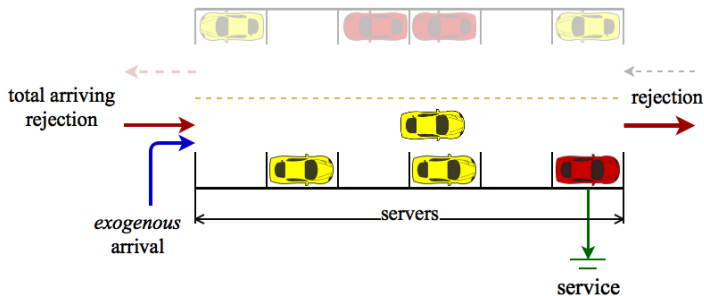 total arriving
rejection
rejection
servers
exogenous
arrival
service